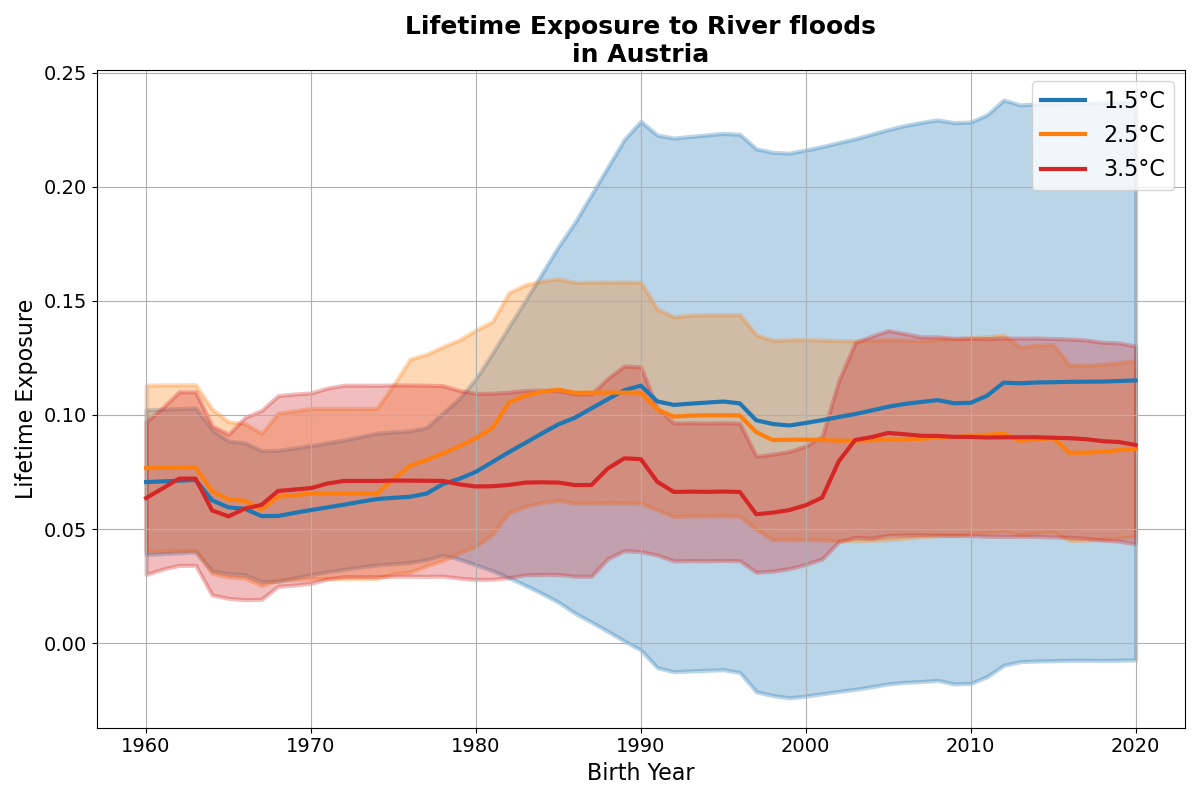 Lifetime Exposure to River floods
in Austria
0.25
0.20
0.15
0.10
0.05
0.00
Lifetime Exposure
1.5°C
2.5°C
3.5°C
1960
1970
1980
1990
2000
2010
2020
Birth Year